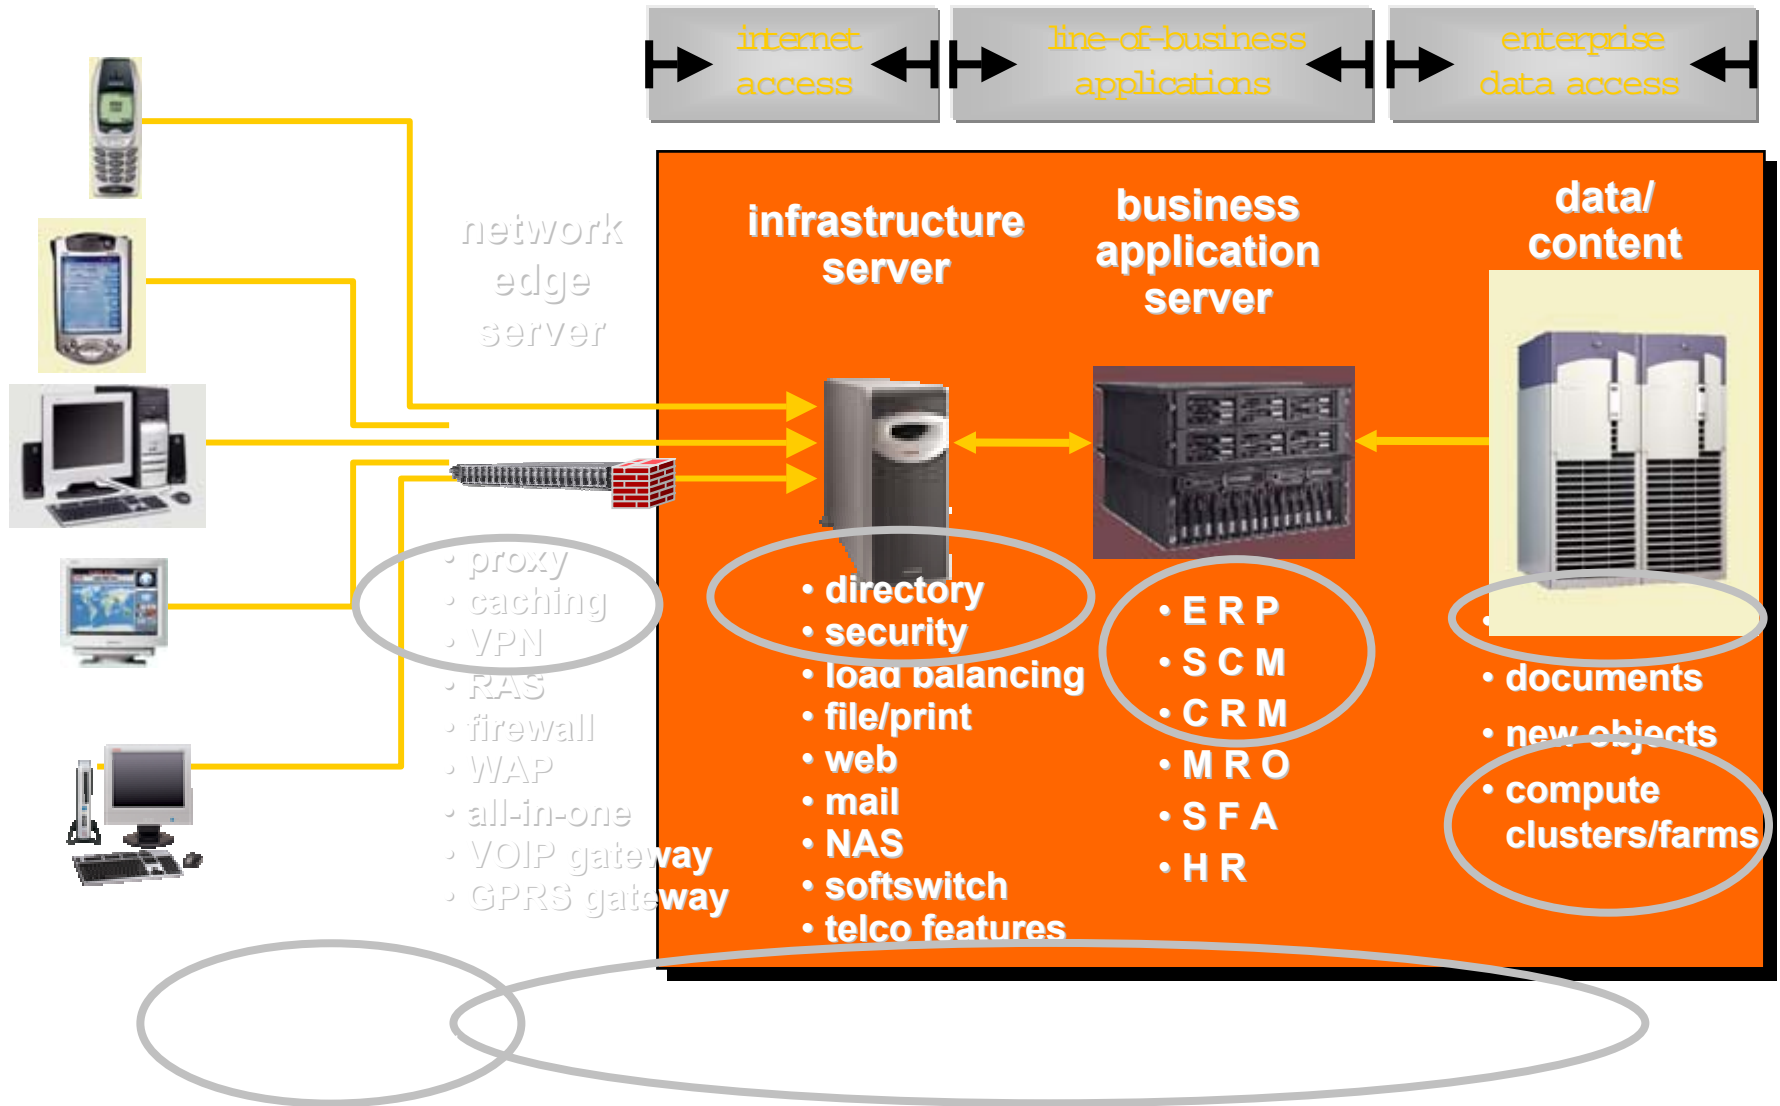 internet
access
line-of-business
applications
enterprise
data access
network
edge
server
• proxy
• caching
• VPN
• RAS
• firewall
• WAP
• all-in-one
• VOIP gateway
• GPRS gateway
infrastructure
server
• directory
• security
• load balancing
• file/print
• web
• mail
• NAS
• softswitch
• telco features
business
application
server
• E R P
• S C M
• C R M
• M R O
• S F A
• H R
data/
content
•
• documents
• new objects
• compute
clusters/farms